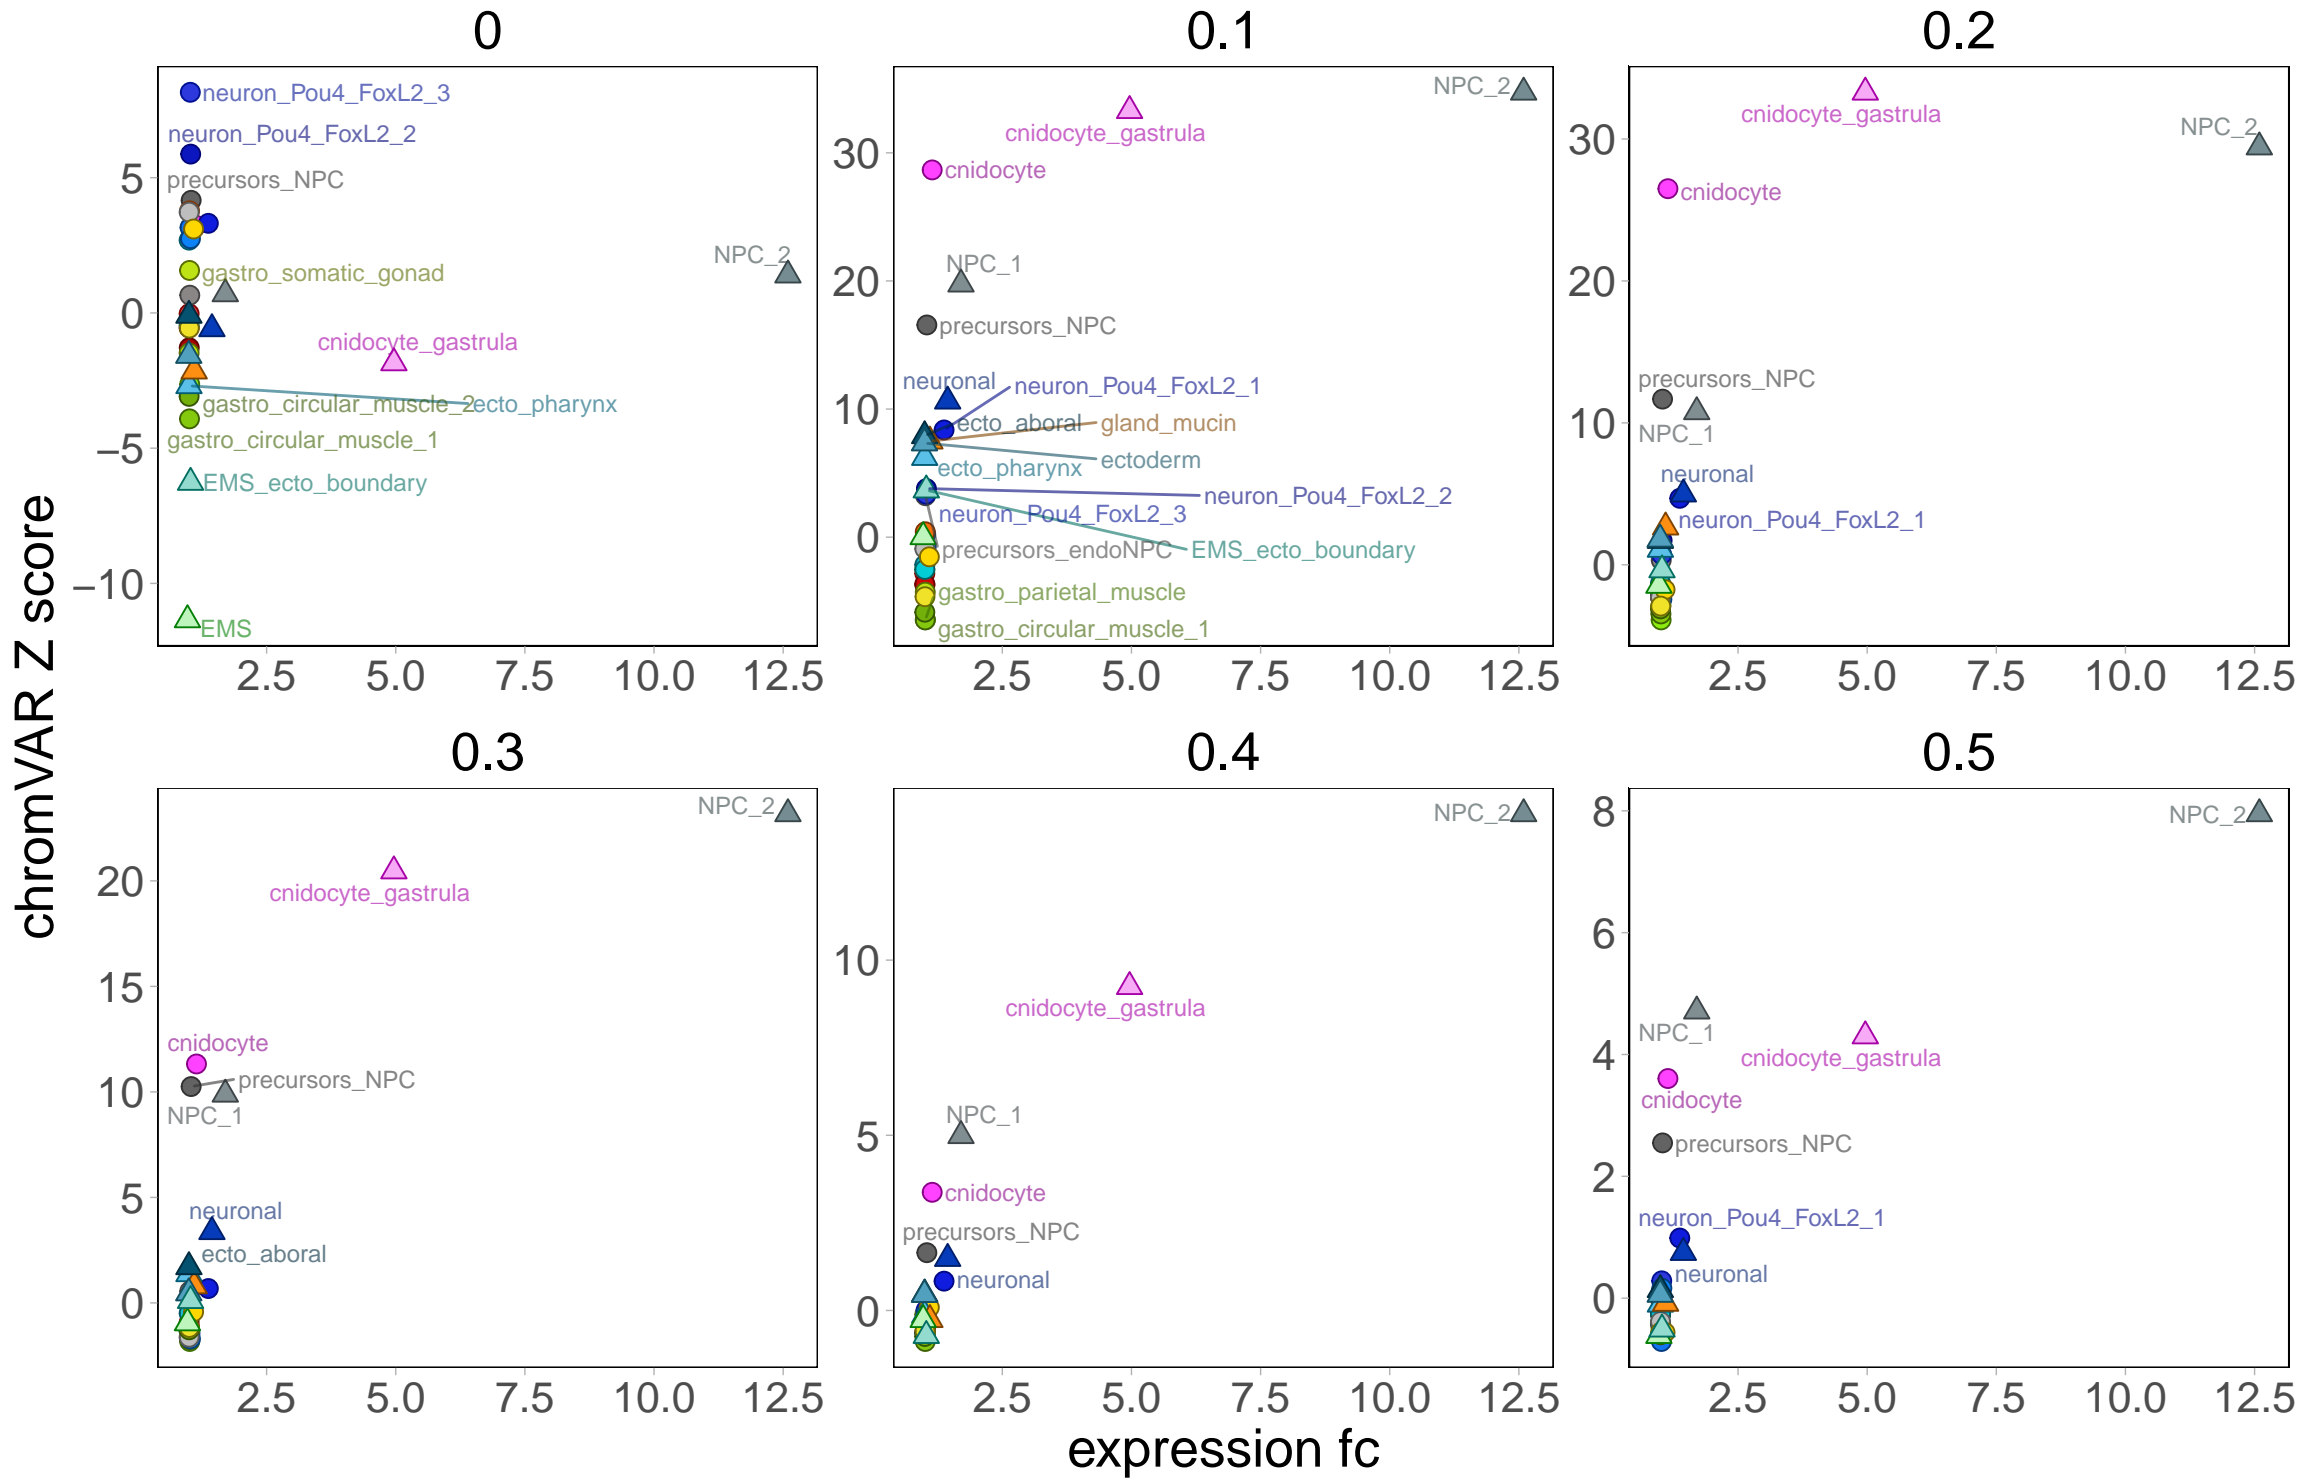 0
0.1
0.2
neuron_Pou4_FoxL2_3
neuron_Pou4_FoxL2_2
precursors_NPC
NPC_2
gastro_somatic_gonad
cnidocyte_gastrula
gastro_circular_muscle_2
ecto_pharynx
gastro_circular_muscle_1
EMS_ecto_boundary
EMS
5
0
−5
−10
2.5
5.0
7.5
10.0
12.5
NPC_2
cnidocyte_gastrula
cnidocyte
NPC_1
precursors_NPC
neuronal
neuron_Pou4_FoxL2_1
ecto_aboral
gland_mucin
ectoderm
ecto_pharynx
neuron_Pou4_FoxL2_2
neuron_Pou4_FoxL2_3
precursors_endoNPC
EMS_ecto_boundary
gastro_parietal_muscle
gastro_circular_muscle_1
30
20
10
0
2.5
5.0
7.5
10.0
12.5
cnidocyte_gastrula
NPC_2
cnidocyte
precursors_NPC
NPC_1
neuronal
neuron_Pou4_FoxL2_1
30
20
10
0
2.5
5.0
7.5
10.0
12.5
chromVAR Z score
0.3
0.4
0.5
NPC_2
cnidocyte_gastrula
cnidocyte
precursors_NPC
NPC_1
neuronal
ecto_aboral
20
15
10
5
0
2.5
5.0
7.5
10.0
12.5
NPC_2
cnidocyte_gastrula
NPC_1
cnidocyte
precursors_NPC
neuronal
10
5
0
2.5
5.0
7.5
10.0
12.5
NPC_2
NPC_1
cnidocyte_gastrula
cnidocyte
precursors_NPC
neuron_Pou4_FoxL2_1
neuronal
8
6
4
2
0
2.5
5.0
7.5
10.0
12.5
expression fc